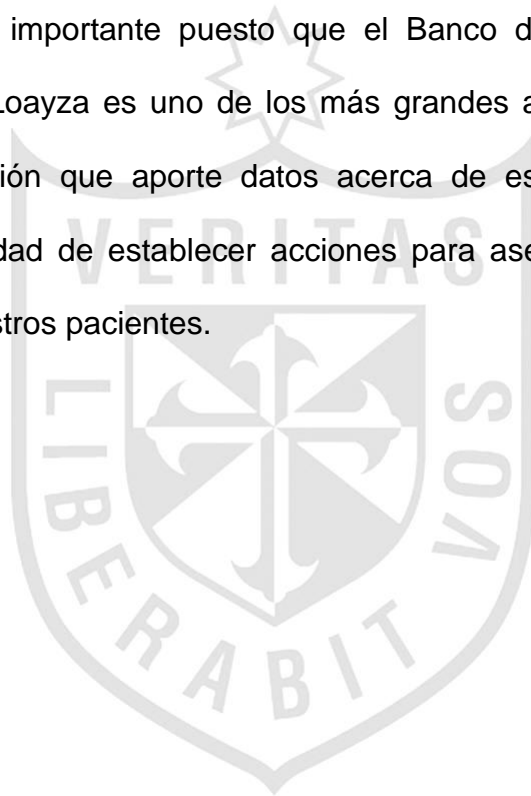 importante puesto que el Banco d
Loayza es uno de los más grandes a
ión que aporte datos acerca de es
dad de establecer acciones para ase
stros pacientes.
VERITAS
LIBERABIT
VOS